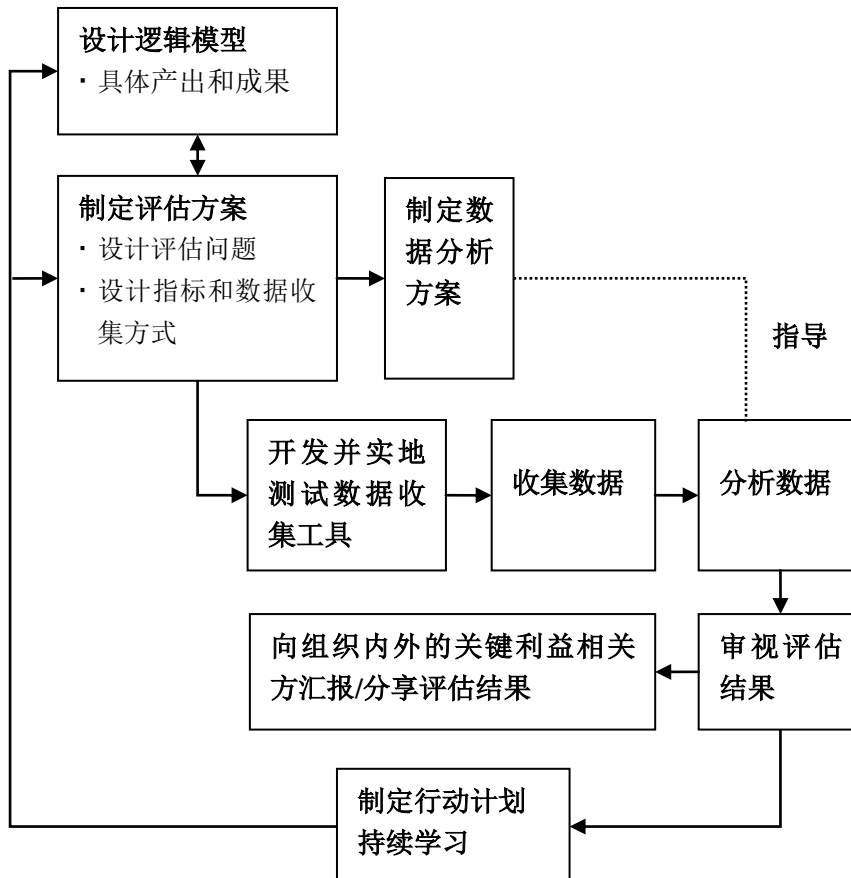 设计逻辑模型
· 具体产出和成果
制定评估方案
· 设计评估问题
· 设计指标和数据收
集方式
制定数
据分析
方案
指导
开发并实地
测试数据收
集工具
收集数据
分析数据
向组织内外的关键利益相关
方汇报/分享评估结果
审视评估
结果
制定行动计划
持续学习